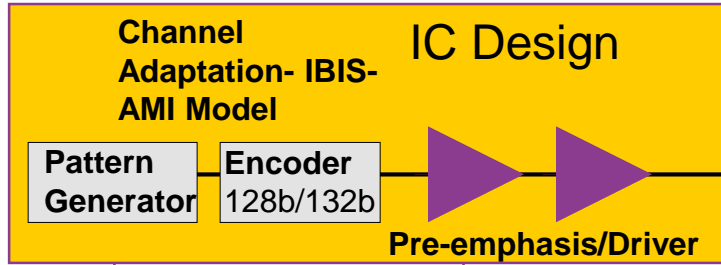 Channel
Adaptation- IBIS-
AMI Model
IC Design
Pattern
Generator
Encoder
128b/132b
Pre-emphasis/Driver